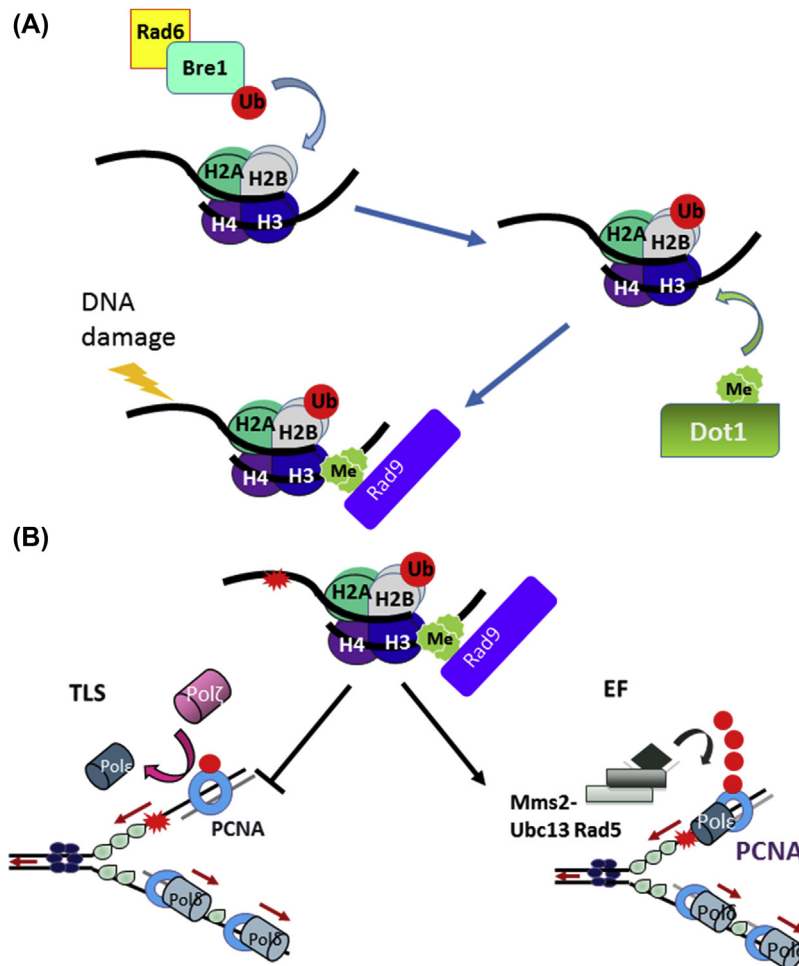 (A)
Rad6
Bre1
Ub
H2A
H2B
H4
H3
Ub
H2A
H2B
H4
H3
Me
Dot1
DNA
damage
Ub
H2A
H2B
H4
H3
Me
Rad9
(B)
Ub
H2A
H2B
H4
H3
Me
Rad9
TLS
Polζ
Polε
PCNA
Polδ
Polδ
EF
Mms2-
Ubc13 Rad5
Polε
PCNA